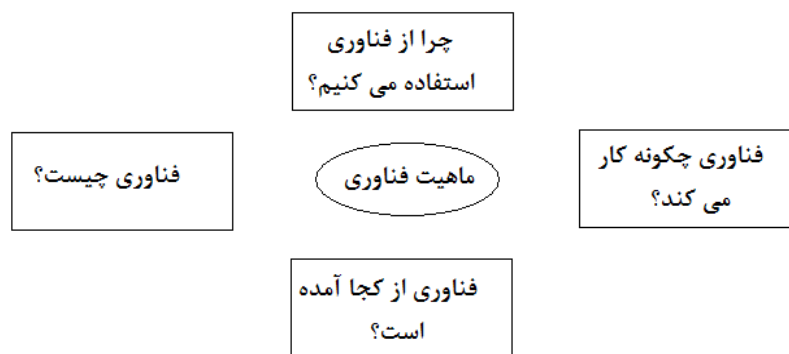 چرا از فناوری
استفاده می کنیم؟
فناوری چکونه کار
می کند؟
ماهیت فناوری
فناوری چیست؟
فناوری از کجا آمده
است؟